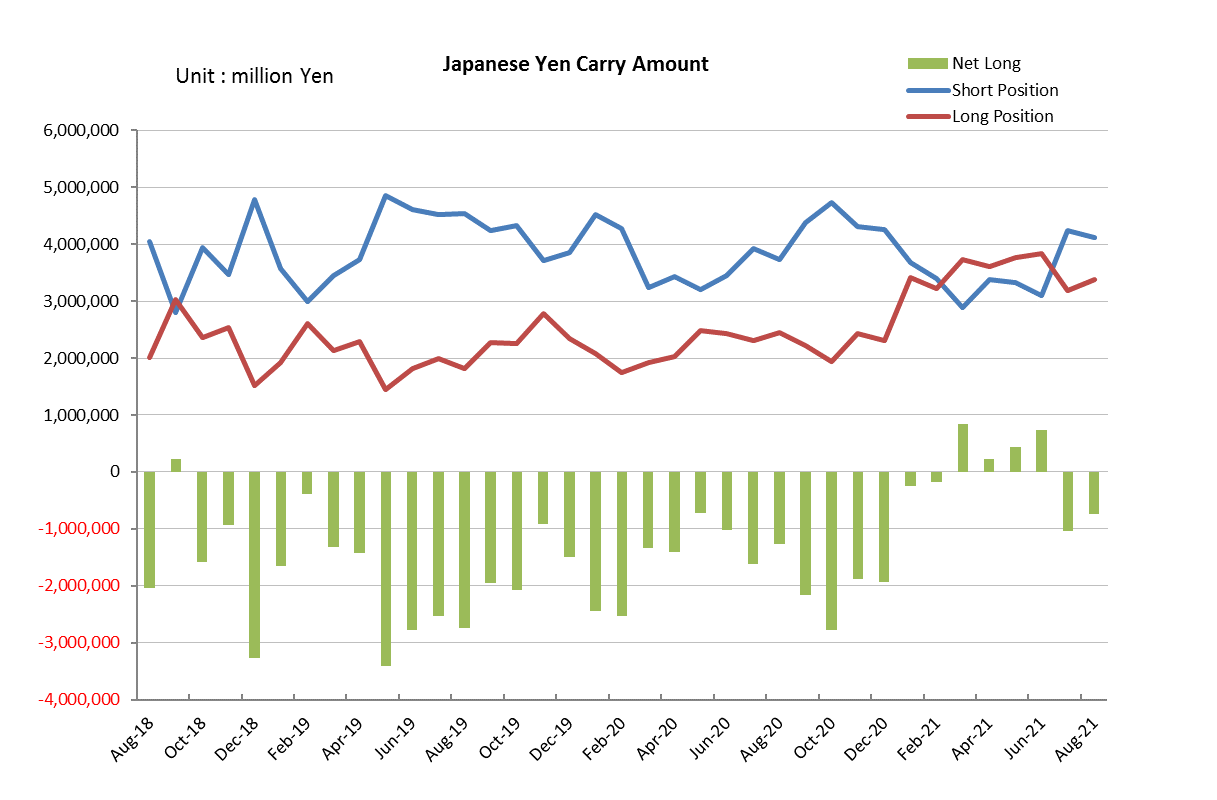 Japanese Yen Carry Amount
Unit : million Yen
Net Long
Short Position
Long Position
6,000,000
5,000,000
4,000,000
3,000,000
2,000,000
1,000,000
0
-1,000,000
-2,000,000
-3,000,000
-4,000,000
Aug-18
Oct-18
Dec-18
Feb-19
Apr-19
Jun-19
Aug-19
Oct-19
Dec-19
Feb-20
Apr-20
Jun-20
Aug-20
Oct-20
Dec-20
Feb-21
Apr-21
Jun-21
Aug-21